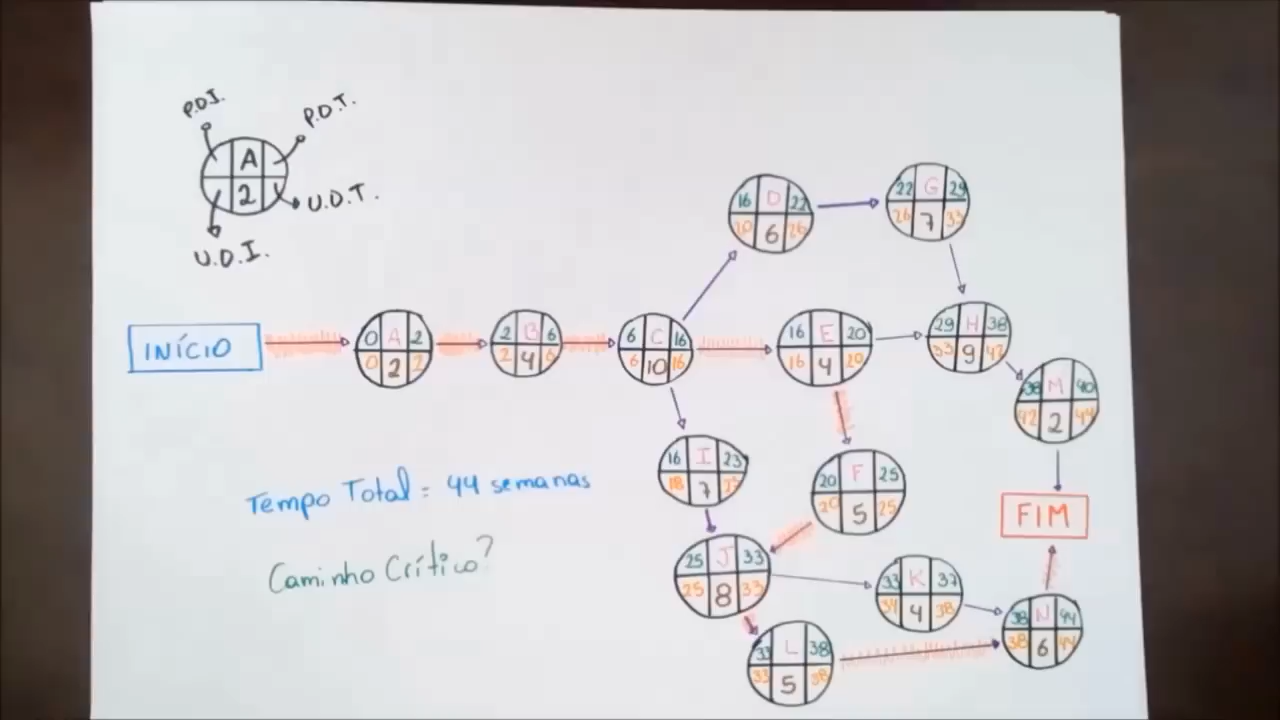 P.D.I.
P.D.T.
A
2
U.D.T.
U.D.I.
INÍCIO
0 A 2
0 2 2
2 B 6
2 4 6
6 C 16
6 10 16
16 D 22
20 6 26
22 G 29
26 7 33
16 E 20
16 4 20
29 H 38
33 9 42
38 M 40
42 2 44
16 I 23
18 7 25
20 F 25
20 5 25
FIM
Tempo Total = 44 semanas
Caminho Crítico?
25 J 33
25 8 33
33 K 37
34 4 38
33 L 38
33 5 38
38 N 44
38 6 44